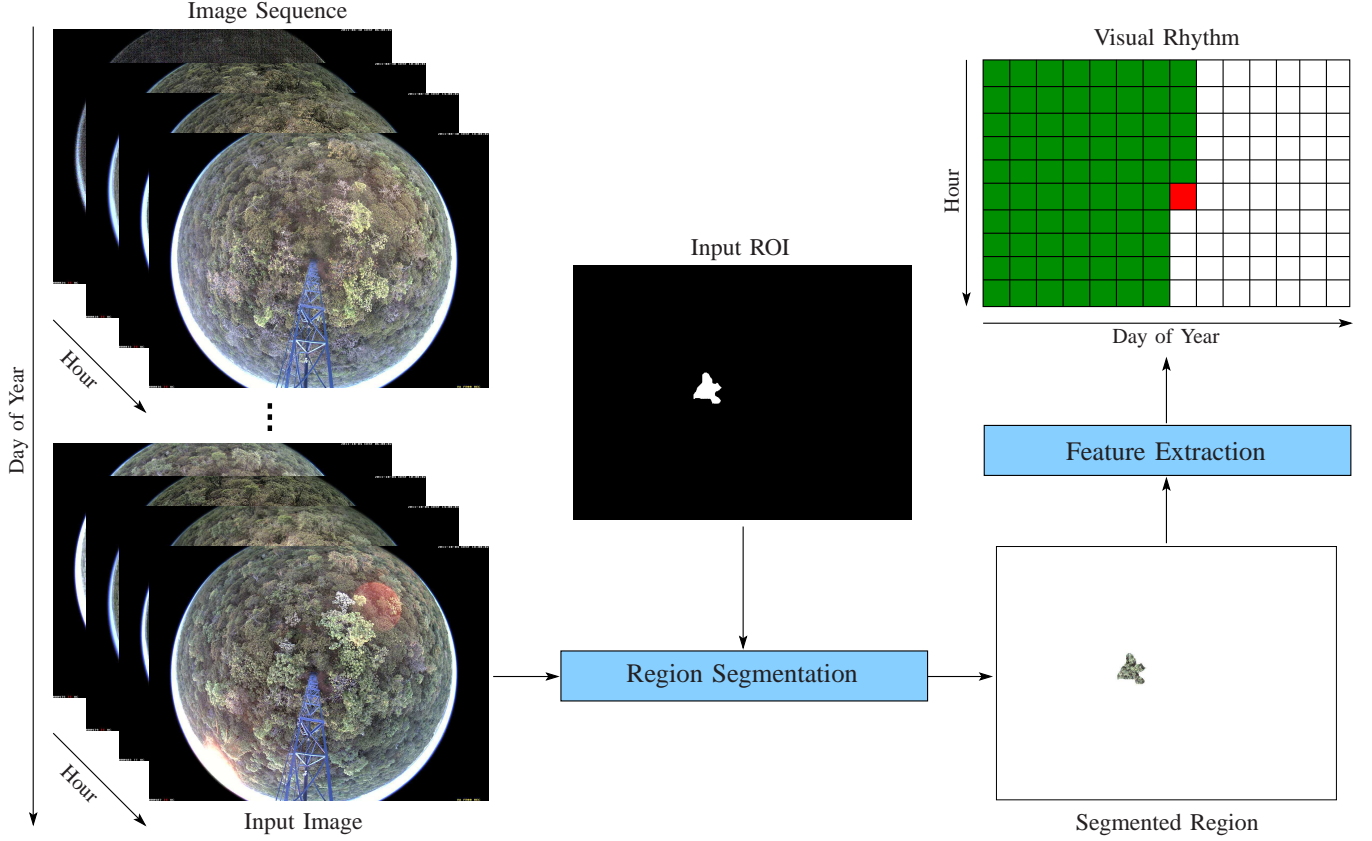 Image Sequence
Day of Year
Hour
Hour
Input Image
Input ROI
Region Segmentation
Visual Rhythm
Hour
Day of Year
Feature Extraction
Segmented Region